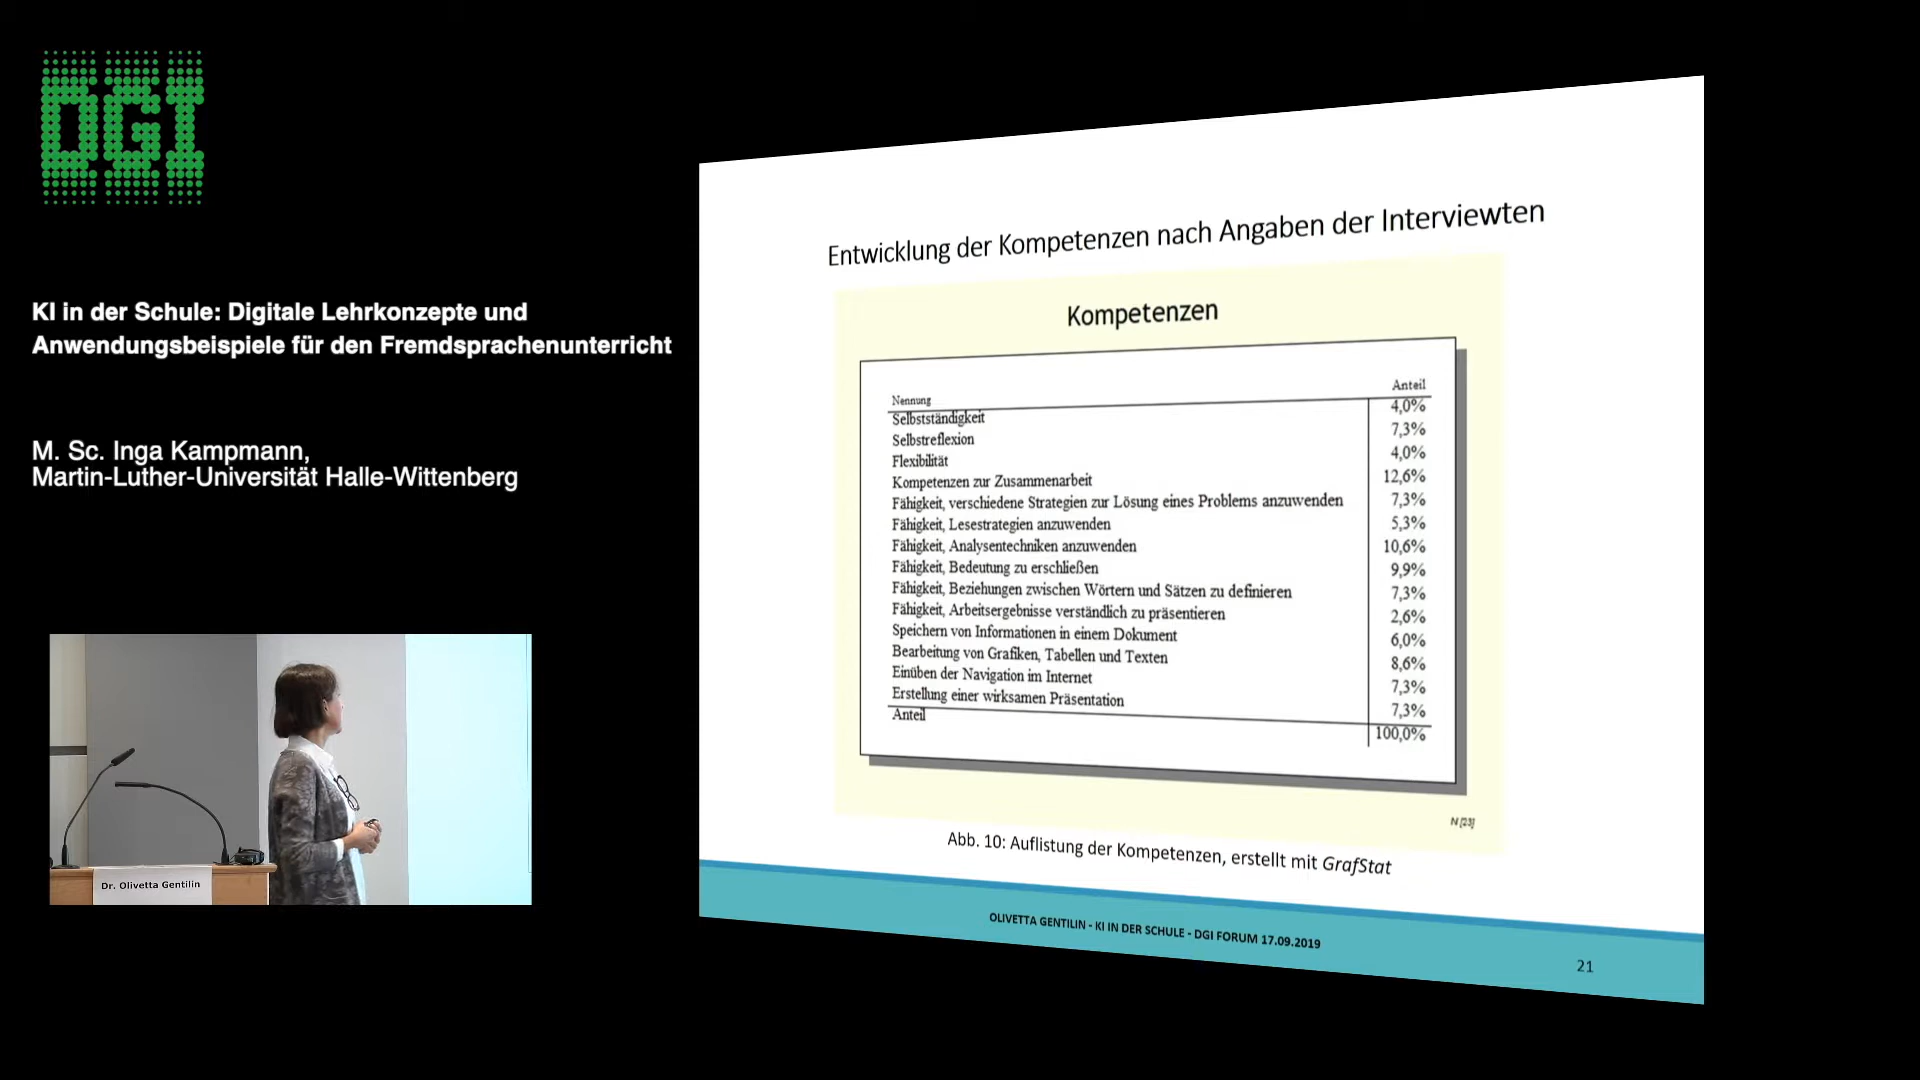 DGI
KI in der Schule: Digitale Lehrkonzepte und
Anwendungsbeispiele für den Fremdsprachenunterricht
M. Sc. Inga Kampmann,
Martin-Luther-Universität Halle-Wittenberg
Dr. Olivetta Gentilin
Entwicklung der Kompetenzen nach Angaben der Interviewten
Kompetenzen
Nennung Anteil
Selbstständigkeit 4,0%
Selbstreflexion 7,3%
Flexibilität 4,0%
Kompetenzen zur Zusammenarbeit 12,6%
Fähigkeit, verschiedene Strategien zur Lösung eines Problems anzuwenden 7,3%
Fähigkeit, Lesestrategien anzuwenden 5,3%
Fähigkeit, Analysentechniken anzuwenden 10,6%
Fähigkeit, Bedeutung zu erschließen 9,9%
Fähigkeit, Beziehungen zwischen Wörtern und Sätzen zu definieren 7,3%
Fähigkeit, Arbeitsergebnisse verständlich zu präsentieren 2,6%
Speichern von Informationen in einem Dokument 6,0%
Bearbeitung von Grafiken, Tabellen und Texten 8,6%
Einüben der Navigation im Internet 7,3%
Erstellung einer wirksamen Präsentation 7,3%
Anteil 100,0%
N [23]
Abb. 10: Auflistung der Kompetenzen, erstellt mit GrafStat
OLIVETTA GENTILIN - KI IN DER SCHULE - DGI FORUM 17.09.2019
21